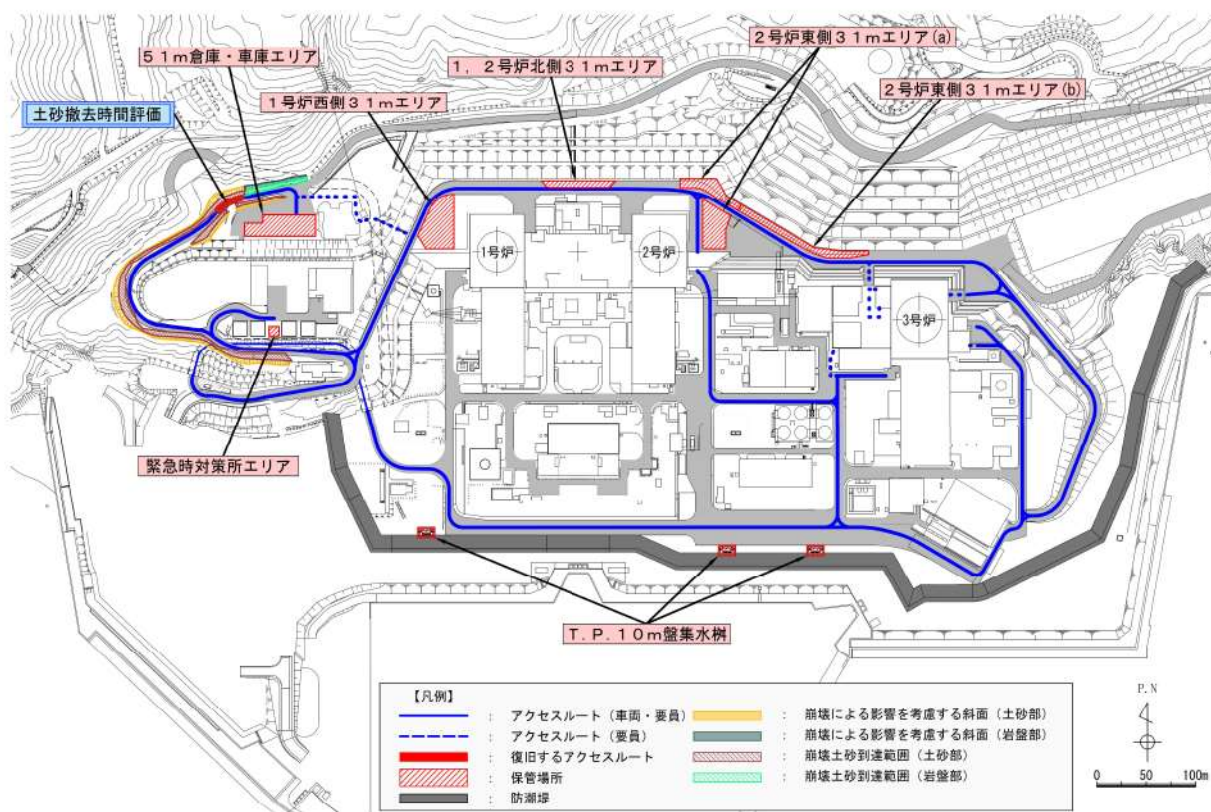 ２号炉東側３１ｍエリア(a)
５１ｍ倉庫・車庫エリア
１，２号炉北側３１ｍエリア
２号炉東側３１ｍエリア(b)
１号炉西側３１ｍエリア
土砂撤去時間評価
1号炉
2号炉
3号炉
緊急時対策所エリア
Ｔ．Ｐ．１０ｍ盤集水桝
【凡例】
： アクセスルート（車両・要員）
： アクセスルート（要員）
： 復旧するアクセスルート
： 保管場所
： 防潮堤
： 崩壊による影響を考慮する斜面（土砂部）
： 崩壊による影響を考慮する斜面（岩盤部）
： 崩壊土砂到達範囲（土砂部）
： 崩壊土砂到達範囲（岩盤部）
P.N
0 50 100m